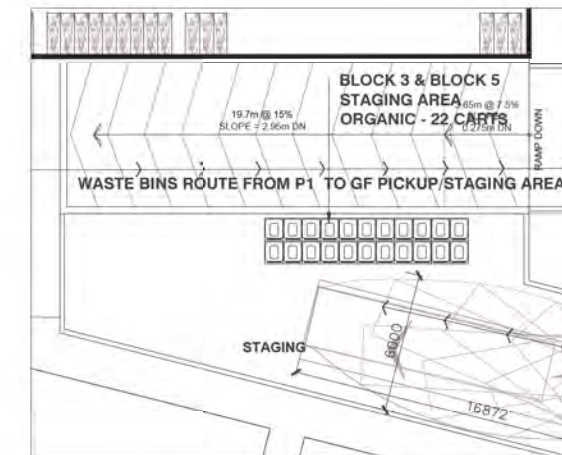 BLOCK 3 & BLOCK 5
STAGING AREA
ORGANIC - 22 CARTS
19.7m @ 15%
SLOPE = 2.95m DN
3.65m @ 7.5%
0.275m DN
RAMP DOWN
WASTE BINS ROUTE FROM P1 TO GF PICKUP/STAGING AREA
STAGING
6000
16872